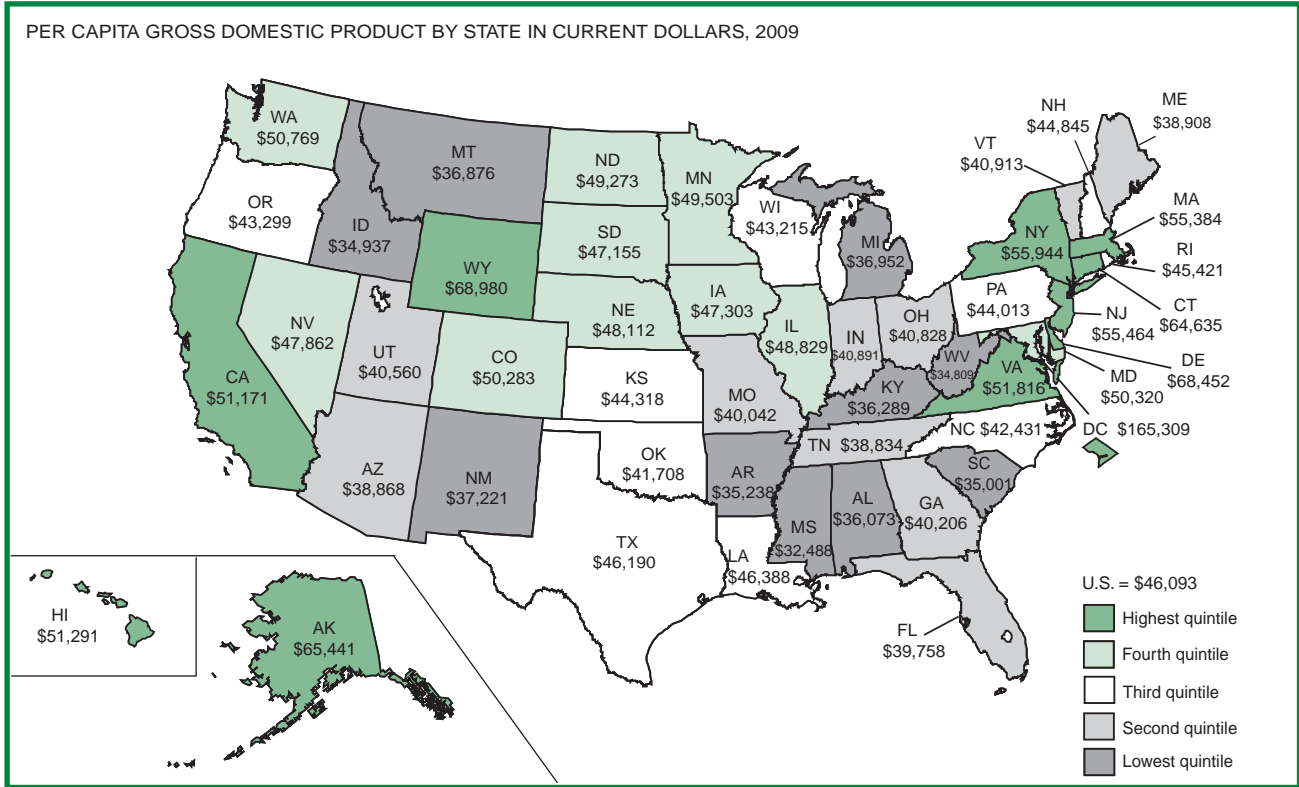 PER CAPITA GROSS DOMESTIC PRODUCT BY STATE IN CURRENT DOLLARS, 2009
WA
$50,769
OR
$43,299
CA
$51,171
NV
$47,862
ID
$34,937
MT
$36,876
WY
$68,980
UT
$40,560
CO
$50,283
AZ
$38,868
NM
$37,221
ND
$49,273
SD
$47,155
NE
$48,112
KS
$44,318
OK
$41,708
TX
$46,190
MN
$49,503
IA
$47,303
MO
$40,042
AR
$35,238
LA
$46,388
WI
$43,215
IL
$48,829
MI
$36,952
IN
$40,891
OH
$40,828
KY
$36,289
TN $38,834
MS
$32,488
AL
$36,073
GA
$40,206
FL
$39,758
SC
$35,001
NC $42,431
VA
$51,816
WV
$34,809
PA
$44,013
NY
$55,944
VT
$40,913
NH
$44,845
ME
$38,908
MA
$55,384
RI
$45,421
CT
$64,635
NJ
$55,464
DE
$68,452
MD
$50,320
DC $165,309
HI
$51,291
AK
$65,441
U.S. = $46,093
Highest quintile
Fourth quintile
Third quintile
Second quintile
Lowest quintile